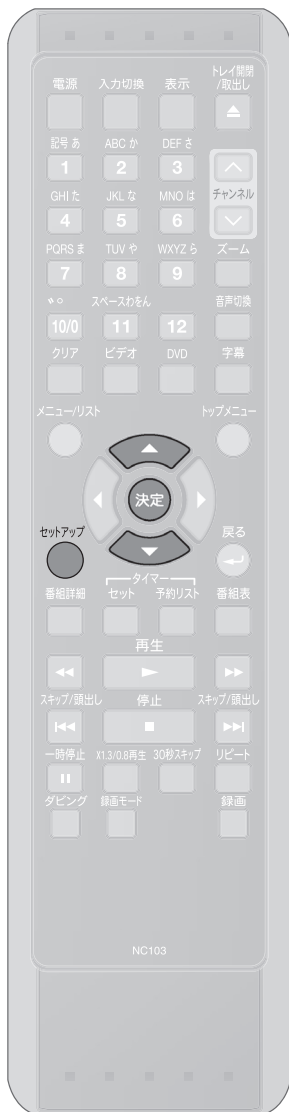 電源 入力切換 表示 トレイ開閉/取出し
記号 あ ABC か DEF さ
1 2 3
GHI た JKL な MNO は チャンネル
4 5 6
PQRS ま TUV や WXYZ ら ズーム
7 8 9
゛゜ スペースわをん 音声切換
10/0 11 12
クリア ビデオ DVD 字幕
メニュー/リスト トップメニュー
決定
セットアップ 戻る
タイマー
番組詳細 セット 予約リスト 番組表
再生
スキップ/頭出し 停止 スキップ/頭出し
一時停止 X1.3/0.8再生 30秒スキップ リピート
ダビング 録画モード 録画
NC103